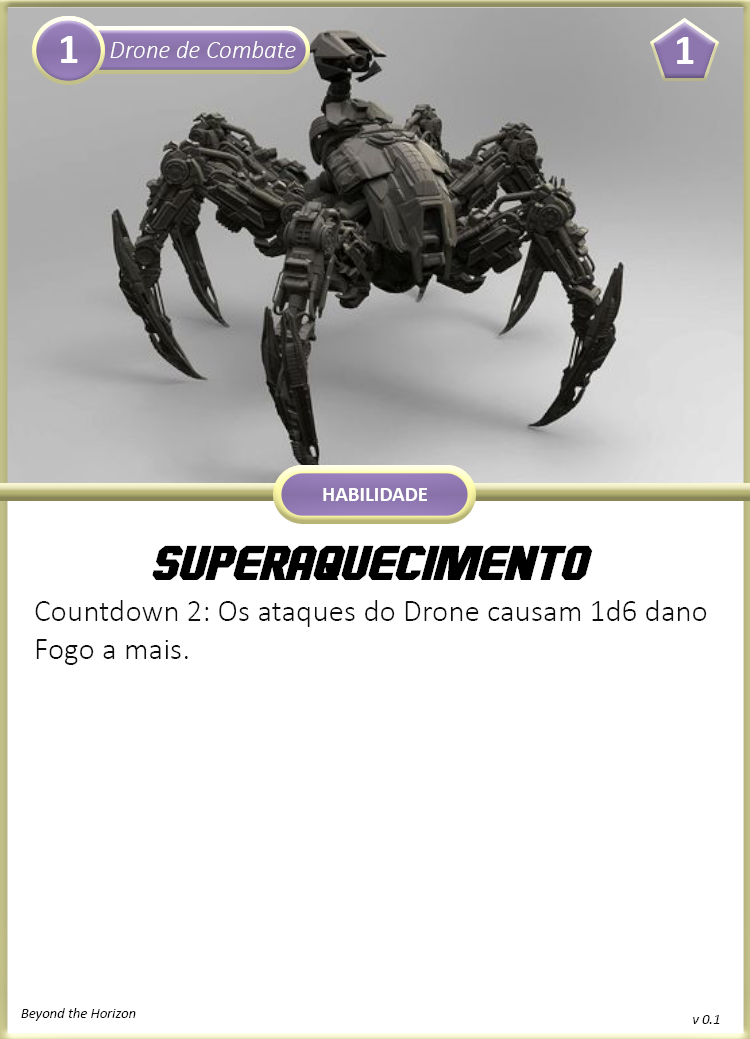 1 Drone de Combate
1
HABILIDADE
SUPERAQUECIMENTO
Countdown 2: Os ataques do Drone causam 1d6 dano
Fogo a mais.
Beyond the Horizon
v 0.1